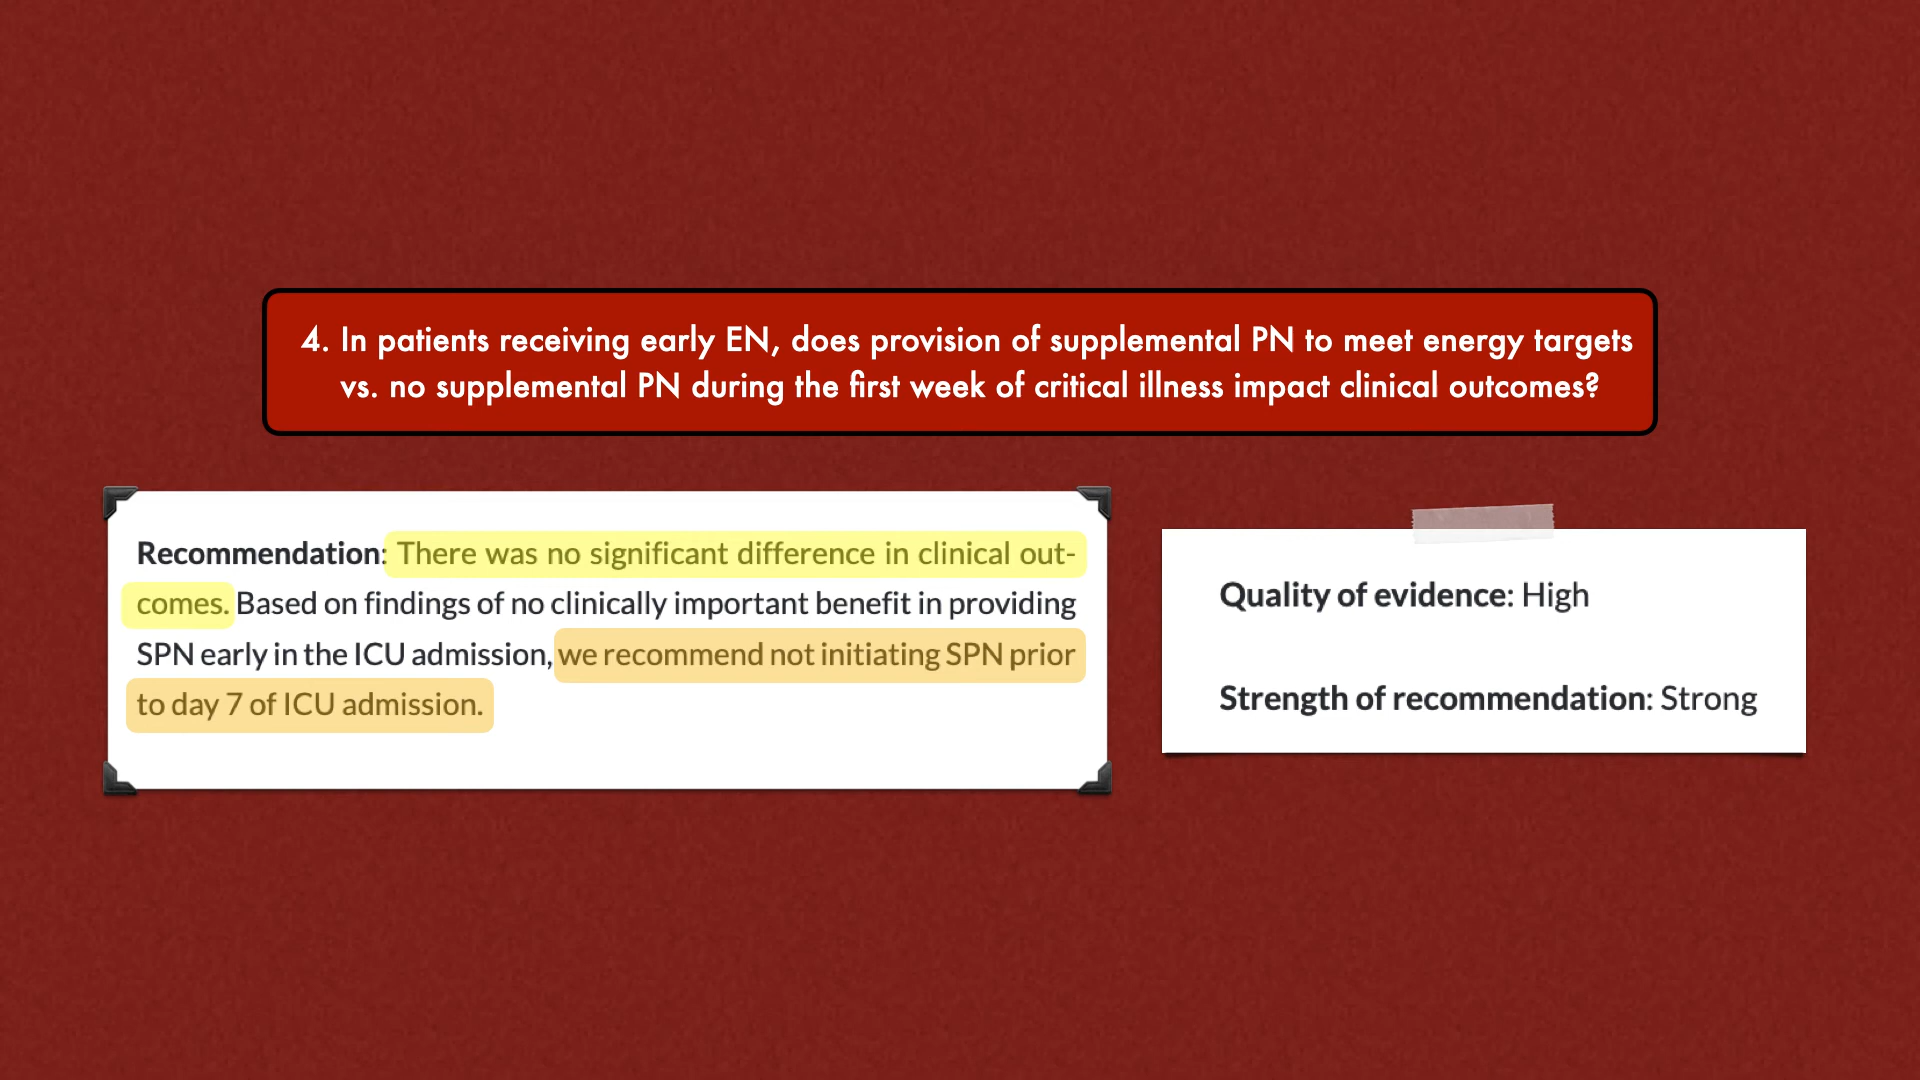 4. In patients receiving early EN, does provision of supplemental PN to meet energy targets
vs. no supplemental PN during the first week of critical illness impact clinical outcomes?
Recommendation: There was no significant difference in clinical out-
comes. Based on findings of no clinically important benefit in providing
SPN early in the ICU admission, we recommend not initiating SPN prior
to day 7 of ICU admission.
Quality of evidence: High
Strength of recommendation: Strong